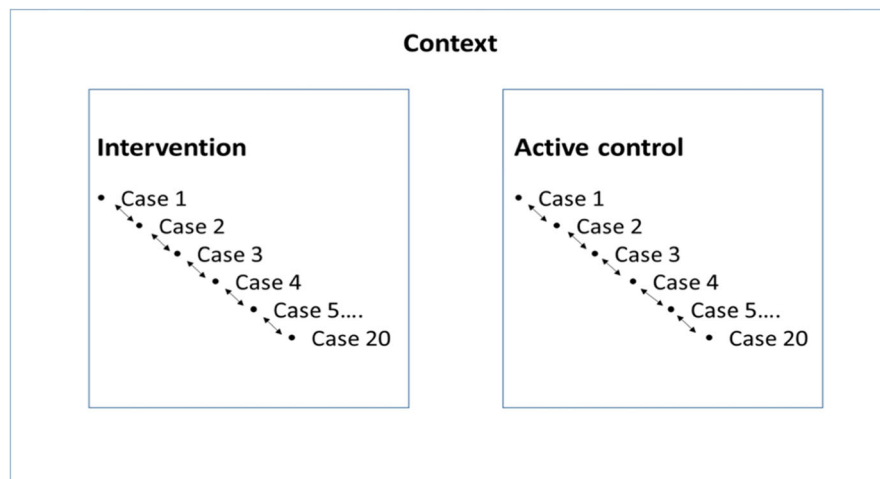 Context
Intervention
• Case 1
• Case 2
• Case 3
• Case 4
• Case 5....
• Case 20
Active control
• Case 1
• Case 2
• Case 3
• Case 4
• Case 5....
• Case 20